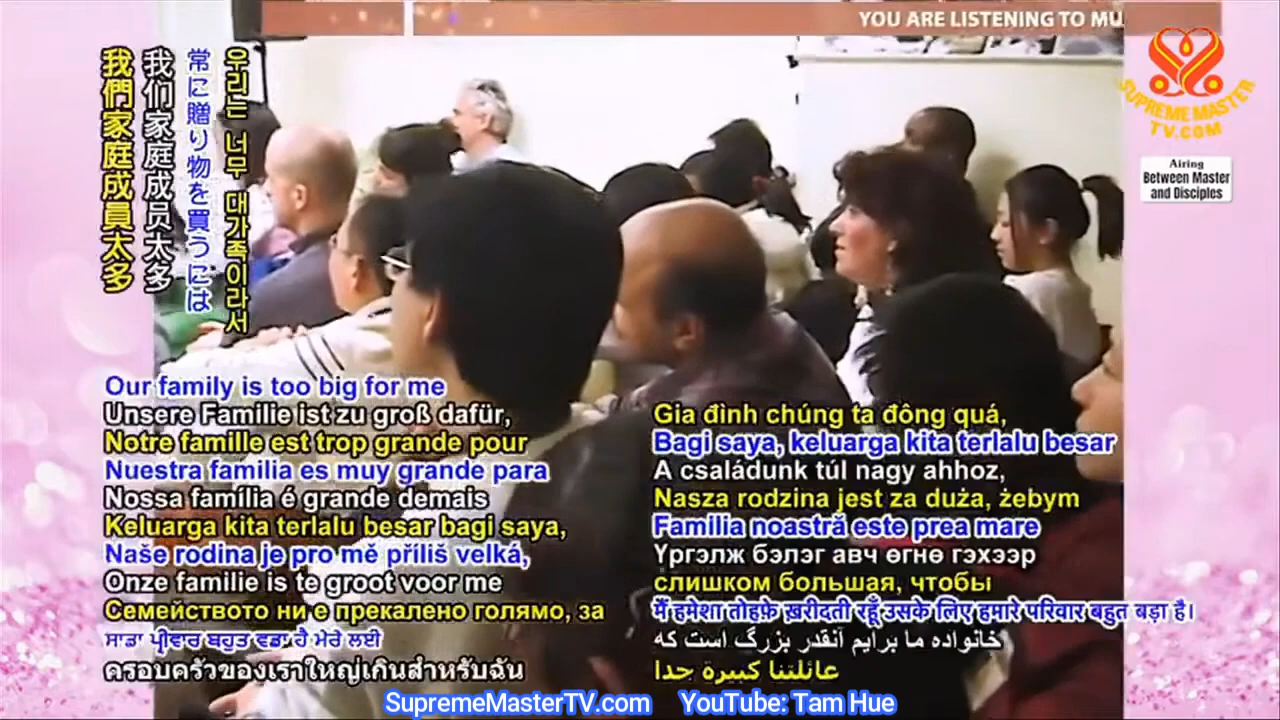 YOU ARE LISTENING TO MU
SUPREME MASTER
TV.COM
Airing
Between Master
and Disciples
我們家庭成員太多
我们家庭成员太多
常に贈り物を買うには
우리는 너무 대가족이라서
Our family is too big for me
Unsere Familie ist zu groß dafür,
Notre famille est trop grande pour
Nuestra familia es muy grande para
Nossa família é grande demais
Keluarga kita terlalu besar bagi saya,
Naše rodina je pro mě příliš velká,
Onze familie is te groot voor me
Семейството ни е прекалено голямо, за
ਸਾਡਾ ਪ੍ਰੀਵਾਰ ਬਹੁਤ ਵਡਾ ਹੈ ਮੇਰੇ ਲਈ
ครอบครัวของเราใหญ่เกินสำหรับฉัน
Gia đình chúng ta đông quá,
Bagi saya, keluarga kita terlalu besar
A családunk túl nagy ahhoz,
Nasza rodzina jest za duża, żebym
Familia noastră este prea mare
Үргэлж бэлэг авч өгнө гэхээр
слишком большая, чтобы
मैं हमेशा तोहफ़े ख़रीदती रहूँ उसके लिए हमारे परिवार बहुत बड़ा है।
خانواده ما برایم آنقدر بزرگ است که
عائلتنا كبيرة جدا
SupremeMasterTV.com YouTube: Tam Hue